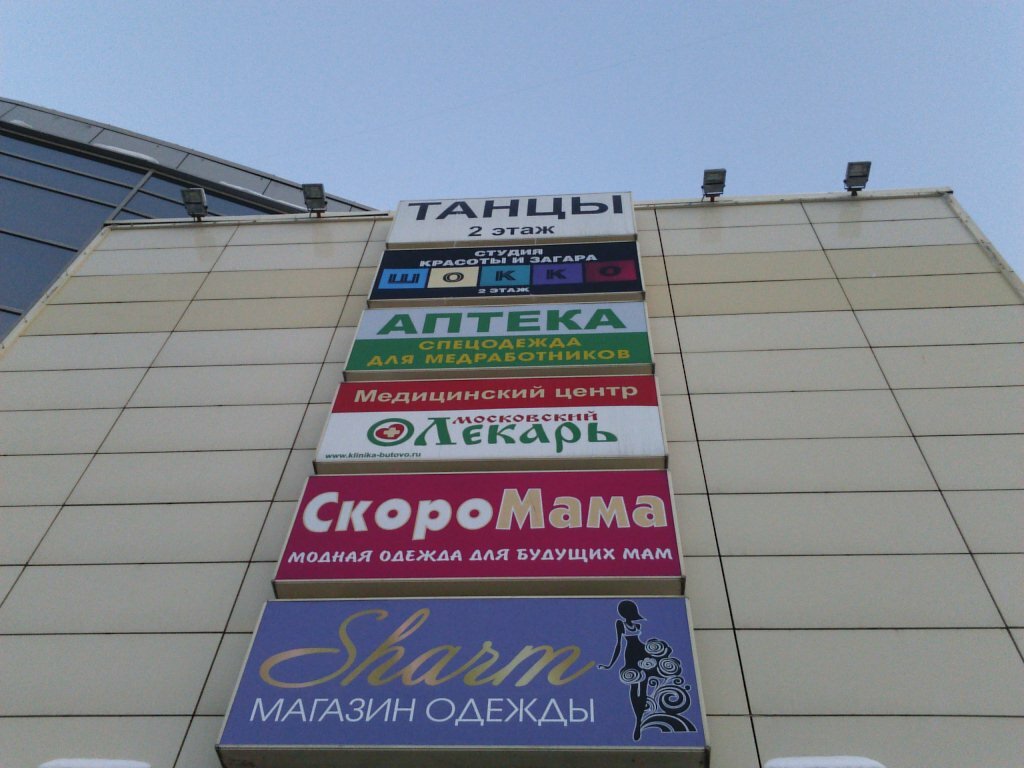 ТАНЦЫ
2 этаж
СТУДИЯ
КРАСОТЫ И ЗАГАРА
ШОККО
2 ЭТАЖ
АПТЕКА
СПЕЦОДЕЖДА
ДЛЯ МЕДРАБОТНИКОВ
Медицинский центр
МОСКОВСКИЙ
ЛЕКАРЬ
www.klinika-butovo.ru
СкороМама
МОДНАЯ ОДЕЖДА ДЛЯ БУДУЩИХ МАМ
Sharm
МАГАЗИН ОДЕЖДЫ